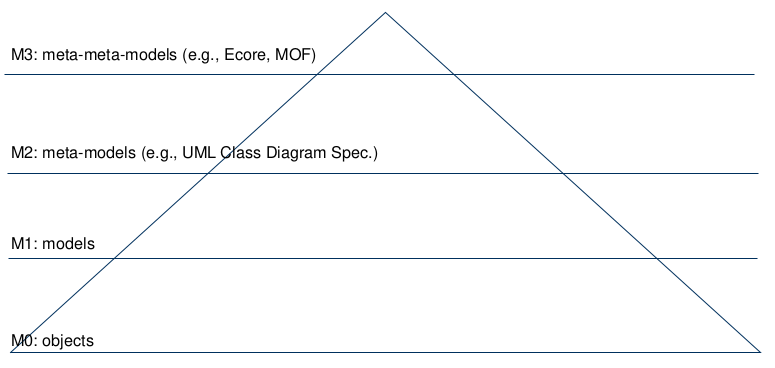 M3: meta-meta-models (e.g., Ecore, MOF)
M2: meta-models (e.g., UML Class Diagram Spec.)
M1: models
M0: objects